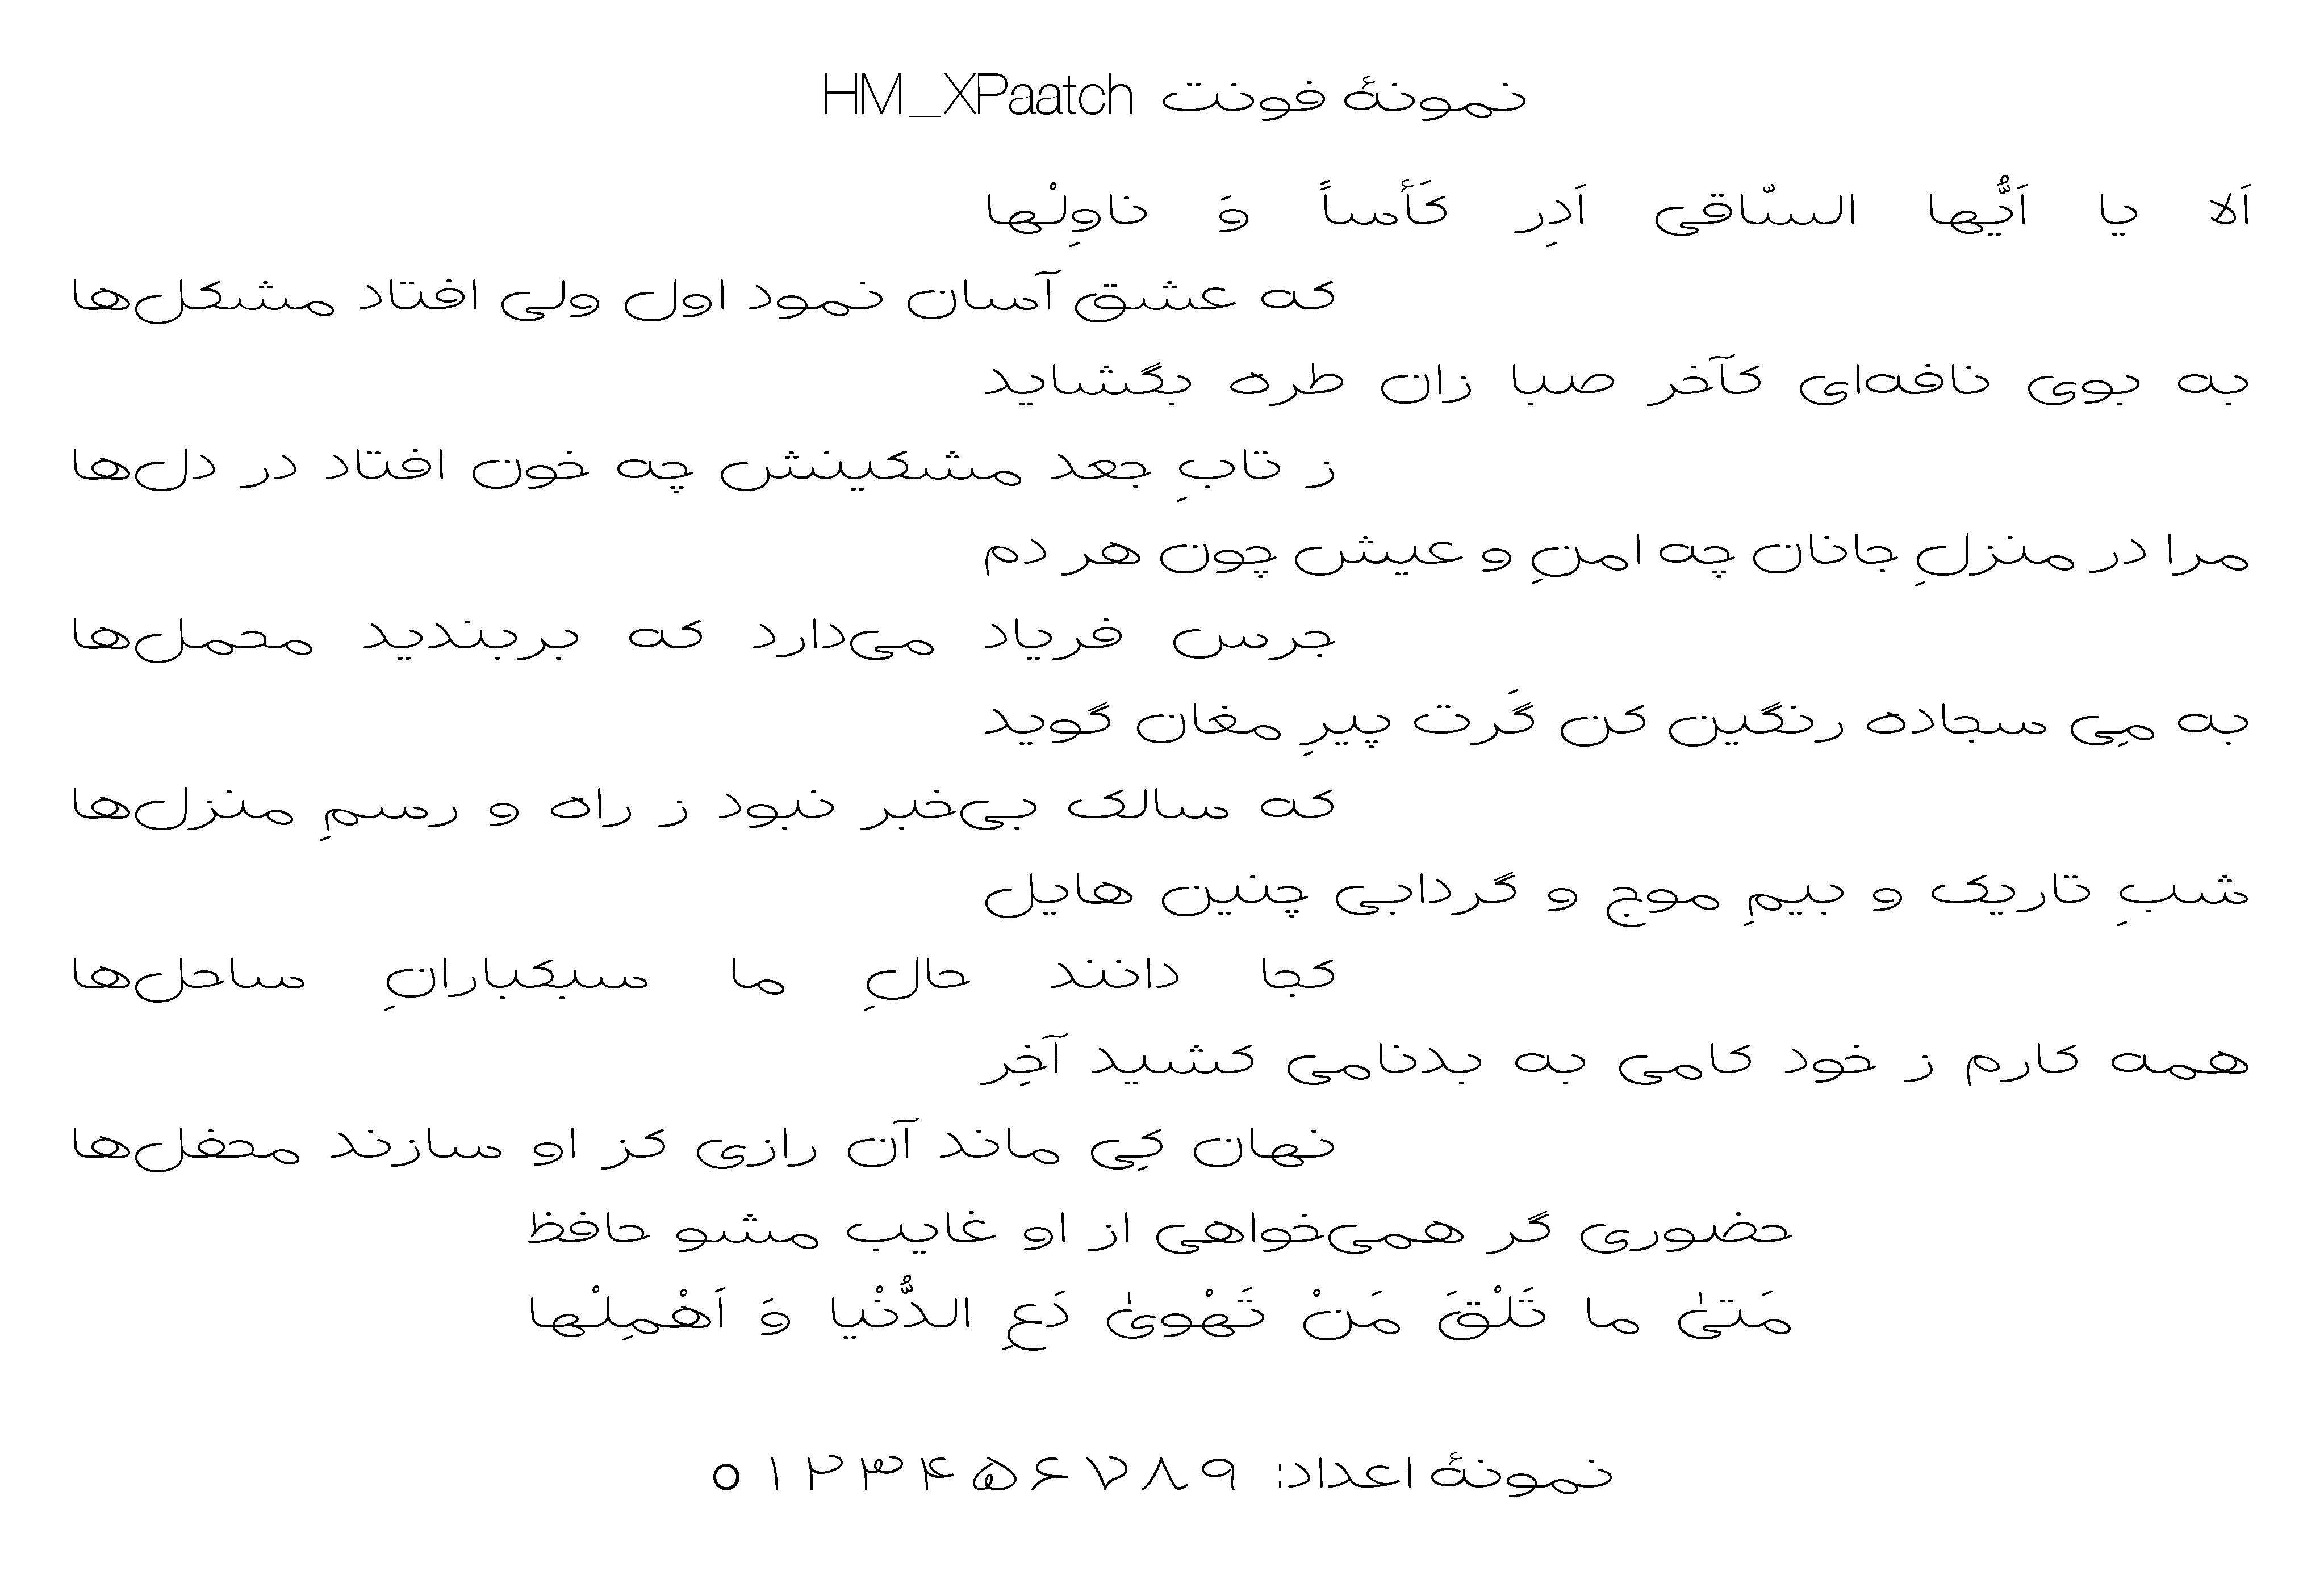 نمونهٔ فونت HM_XPaatch
اَلا یا اَیُّها السّاقی اَدِر کَأساً وَ ناوِلْها
که عشق آسان نمود اول ولی افتاد مشکل‌ها
به بوی نافه‌ای کآخر صبا زان طره بگشاید
ز تابِ جعد مشکینش چه خون افتاد در دل‌ها
مرا در منزلِ جانان چه امنِ و عیش چون هر دم
جرس فریاد می‌دارد که بربندید محمل‌ها
به مِی سجاده رنگین کن گَرت پیرِ مغان گوید
که سالک بی‌خبر نبود ز راه و رسمِ منزل‌ها
شبِ تاریک و بیمِ موج و گردابی چنین هایل
کجا دانند حالِ ما سبکبارانِ ساحل‌ها
همه کارم ز خود کامی به بدنامی کشید آخِر
نهان کِی ماند آن رازی کز او سازند محفل‌ها
حضوری گر همی‌خواهی از او غایب مشو حافظ
مَتیٰ ما تَلْقَ مَنْ تَهْویٰ دَعِ الدُّنْیا وَ اَهْمِلْها
نمونهٔ اعداد: ۰ ۱ ۲ ۳ ۴ ۵ ۶ ۷ ۸ ۹